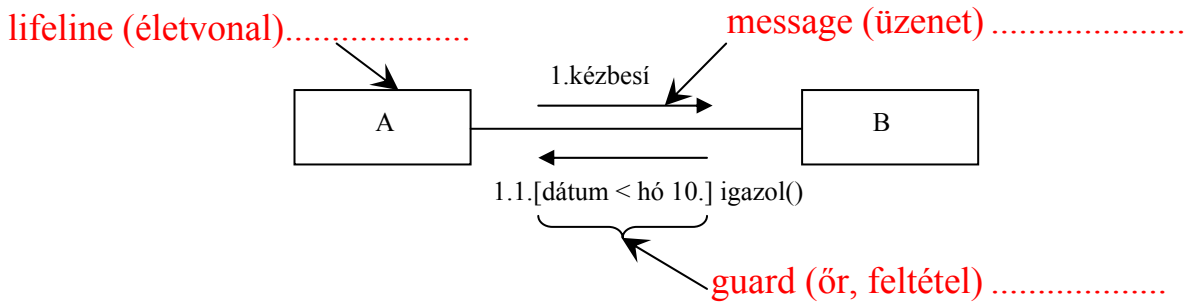 lifeline (életvonal)....................
message (üzenet) .....................
1.kézbesí
A
B
1.1.[dátum < hó 10.] igazol()
guard (őr, feltétel) ...................